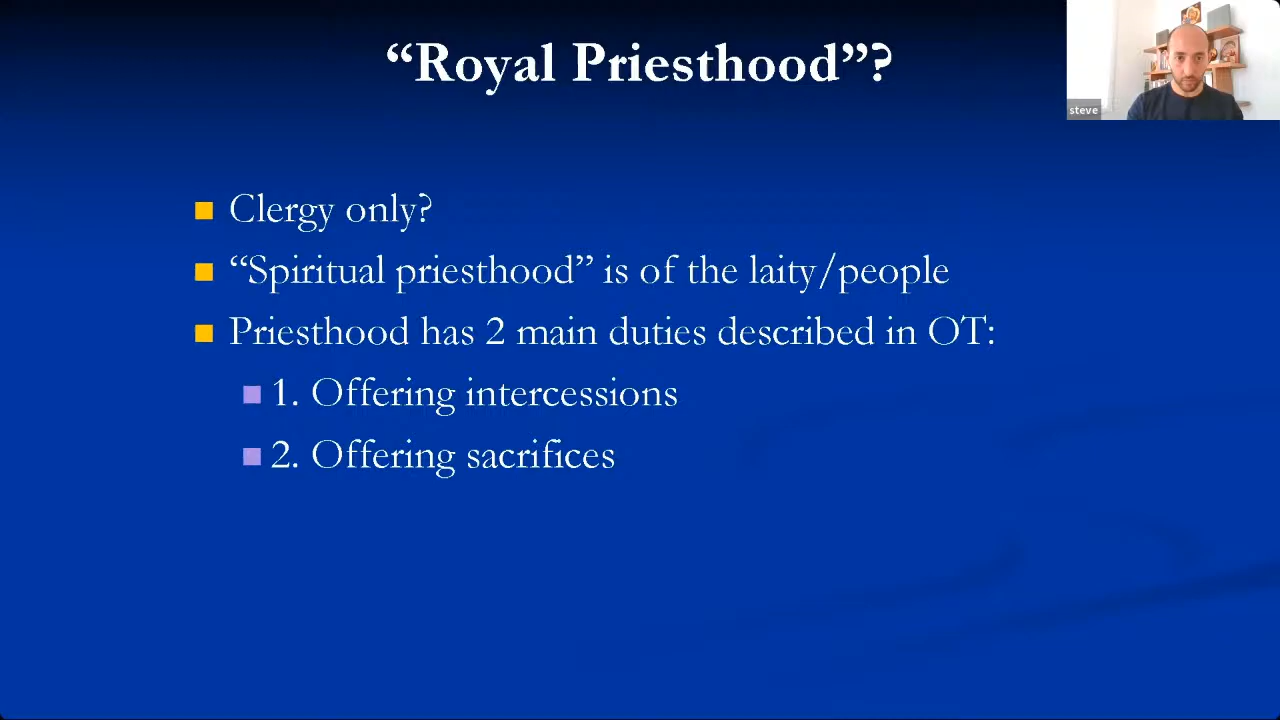 “Royal Priesthood”?
steve
Clergy only?
“Spiritual priesthood” is of the laity/people
Priesthood has 2 main duties described in OT:
1. Offering intercessions
2. Offering sacrifices